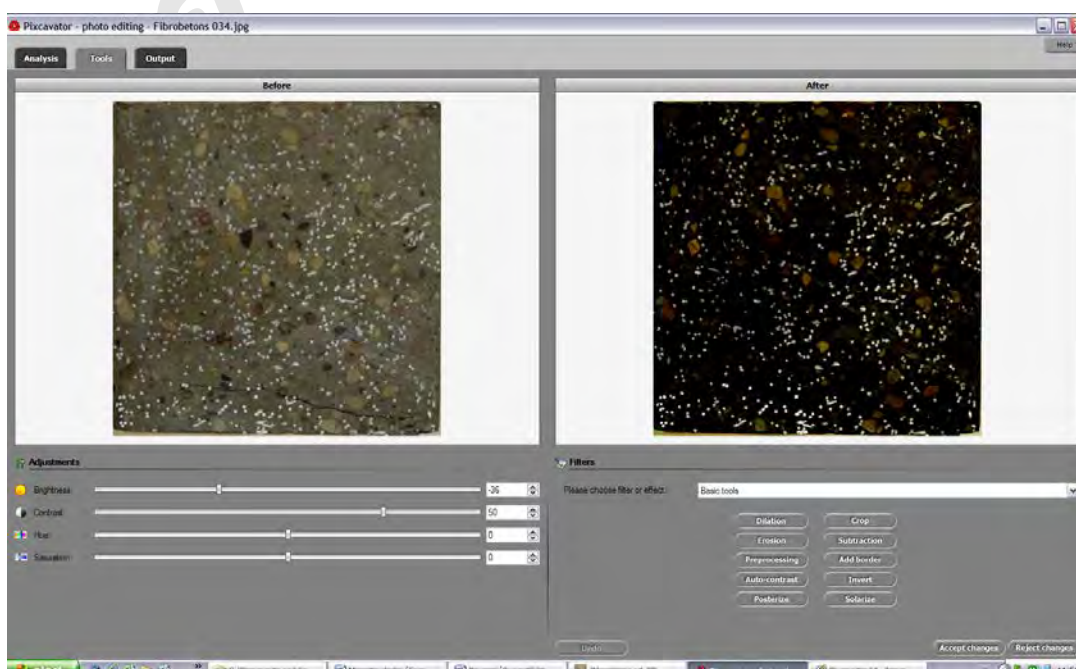 Pixcavator - photo editing - Fibrobetons 034.jpg
Help
Analysis Tools Output
Before After
Adjustments
Filters
Brightness: -36
Please choose filter or effect: Basic tools
Contrast: 50
Hue: 0
Saturation: 0
Dilation Crop
Erosion Subtraction
Preprocessing Add border
Auto-contrast Invert
Posterize Solarize
Undo Accept changes Reject changes